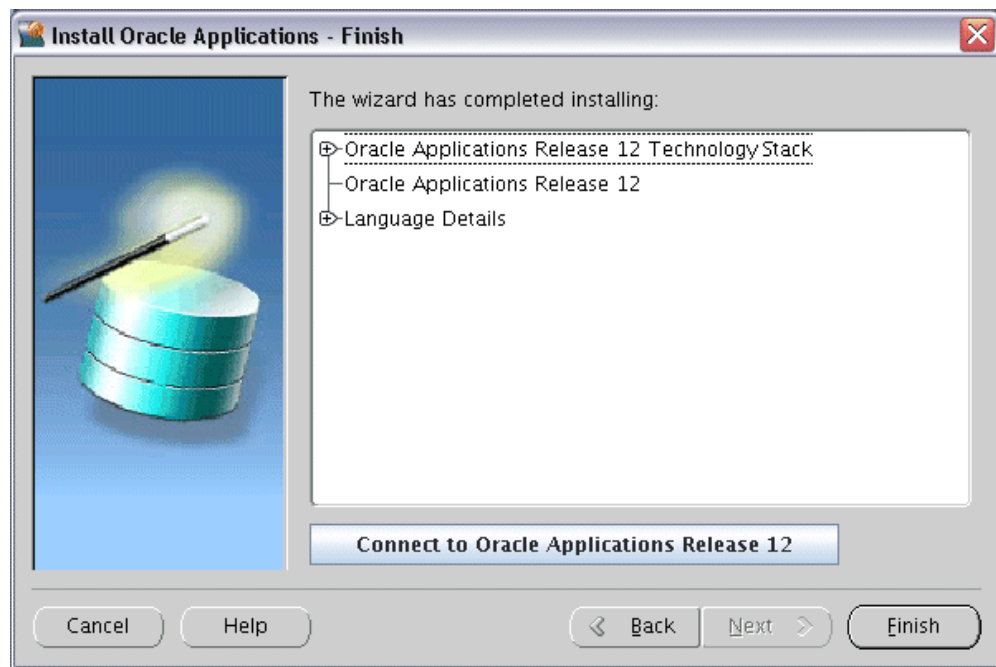 Install Oracle Applications - Finish
The wizard has completed installing:
Oracle Applications Release 12 Technology Stack
Oracle Applications Release 12
Language Details
Connect to Oracle Applications Release 12
Cancel
Help
Back
Next
Finish